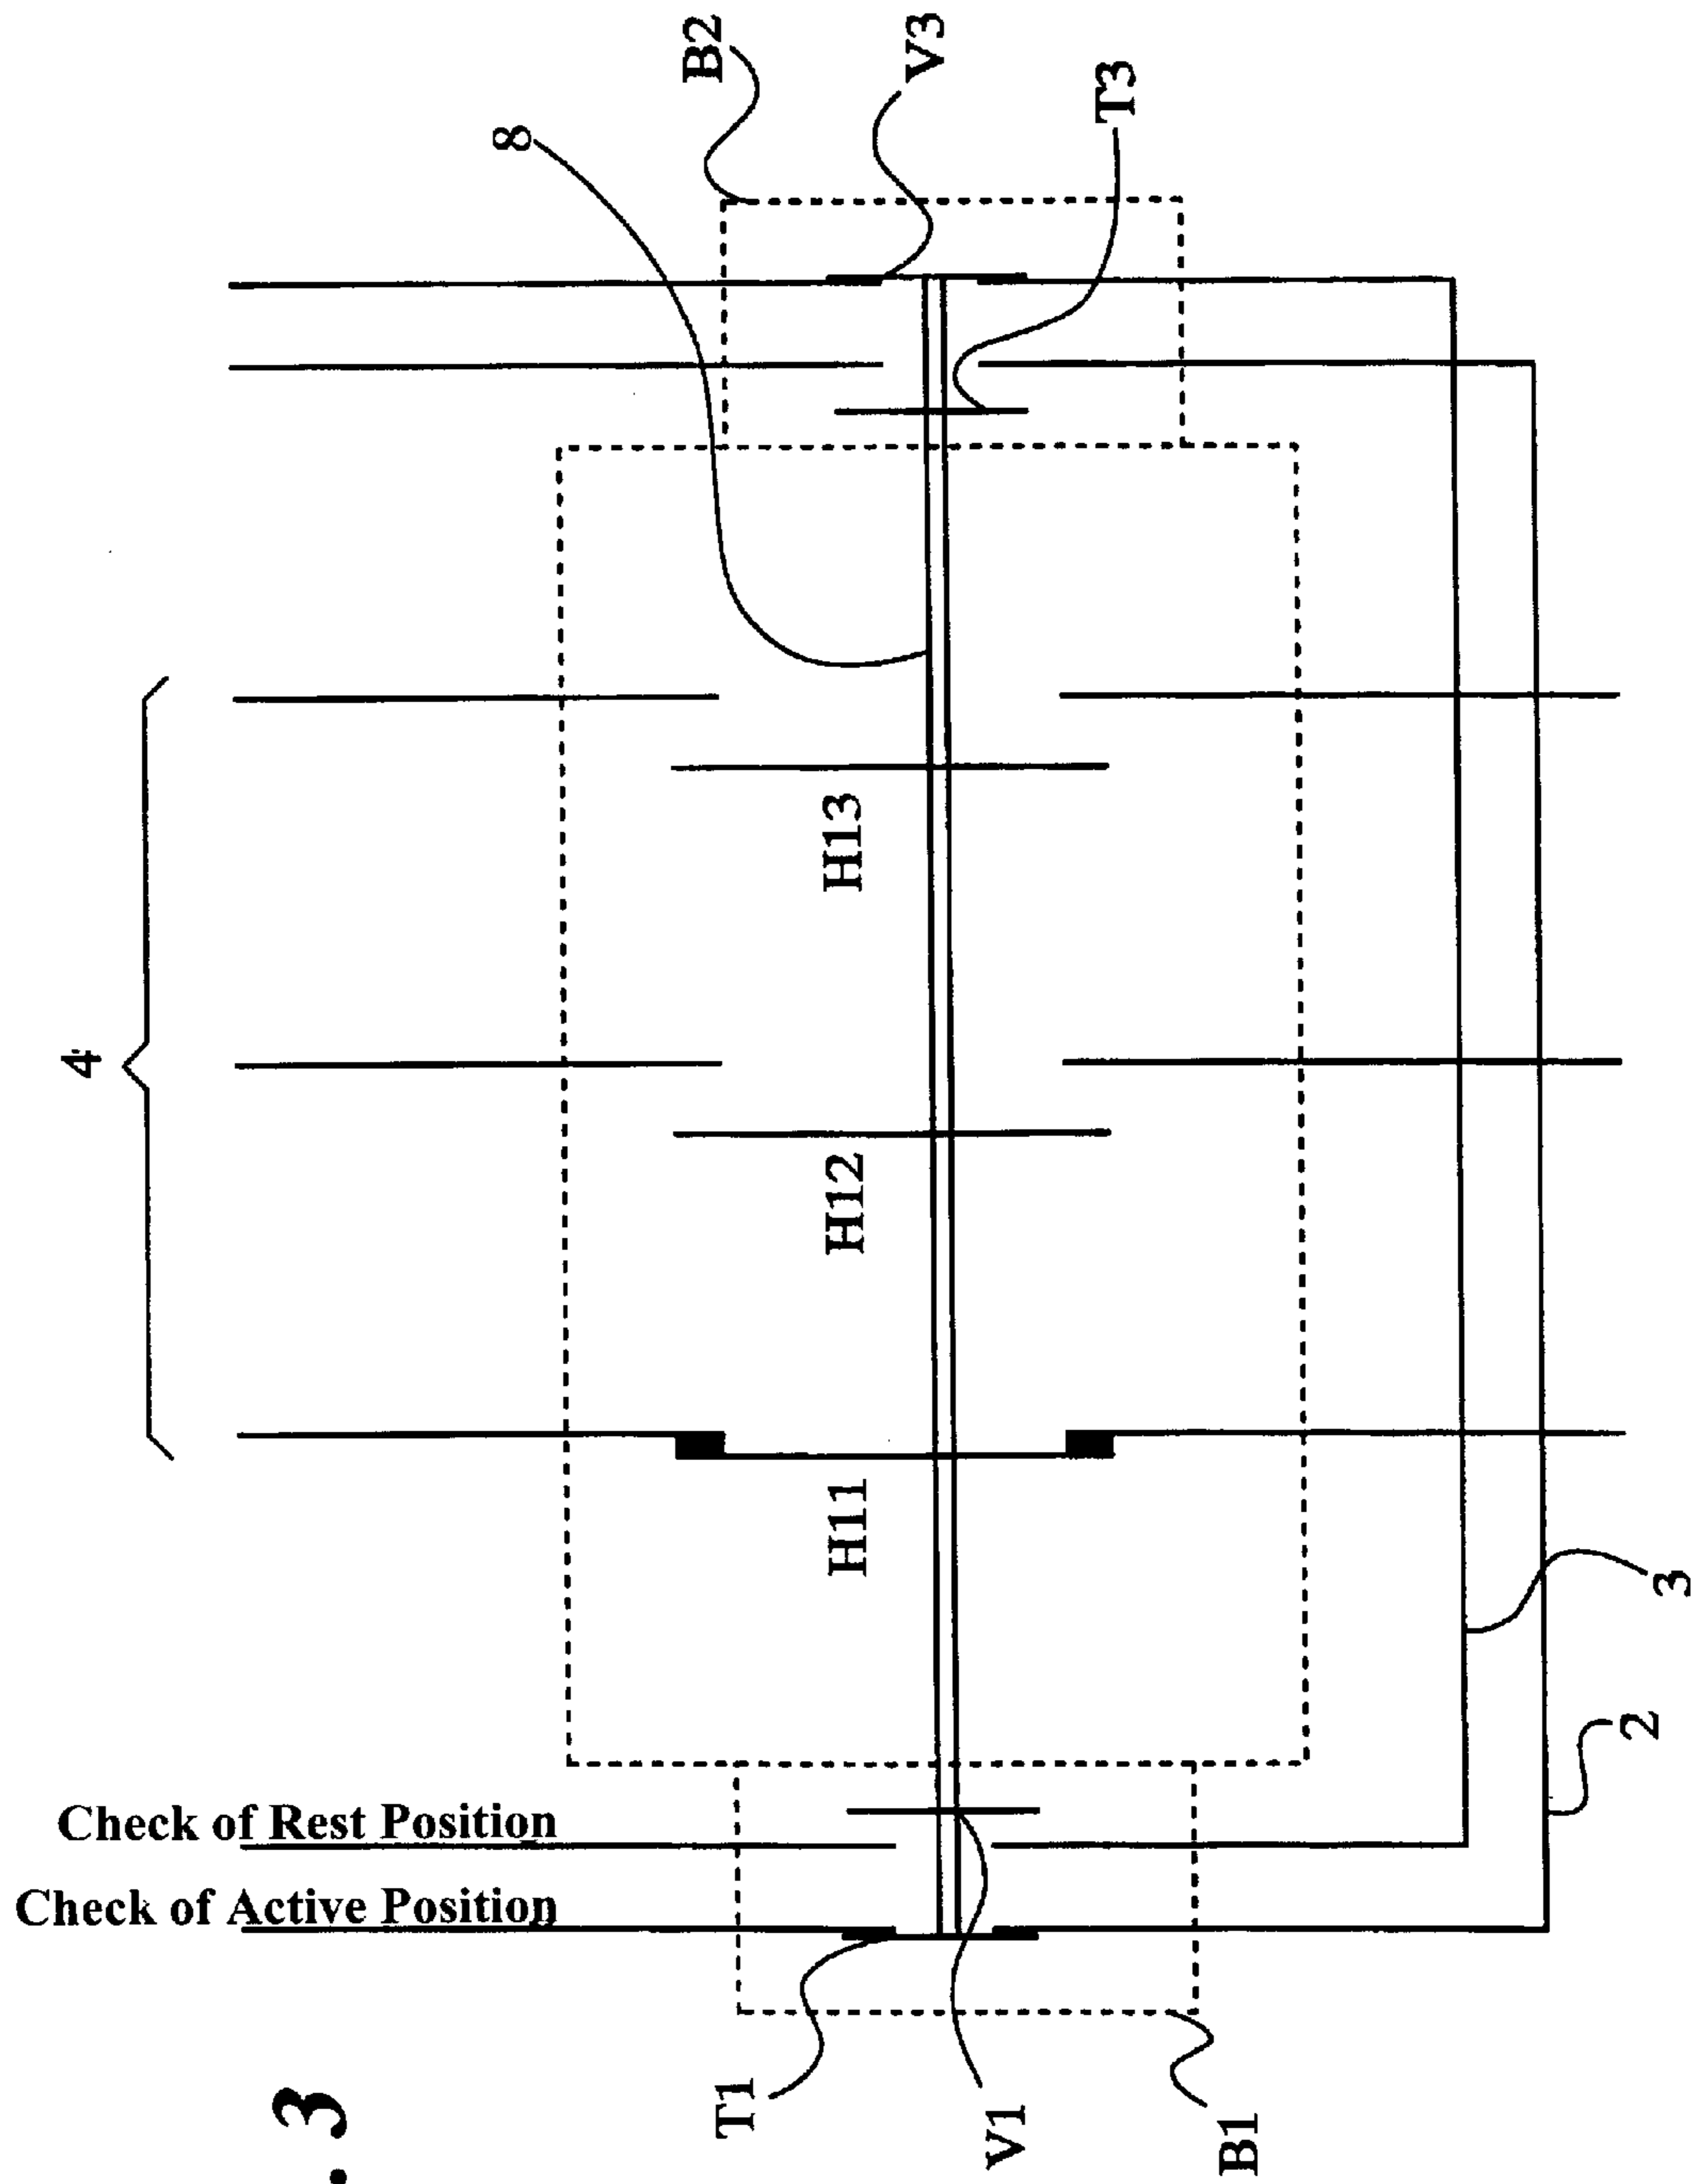 B2
V3
8
T3
4
H13
H12
H11
3
2
Check of Rest Position
Check of Active Position
T1
V1
B1
. 3